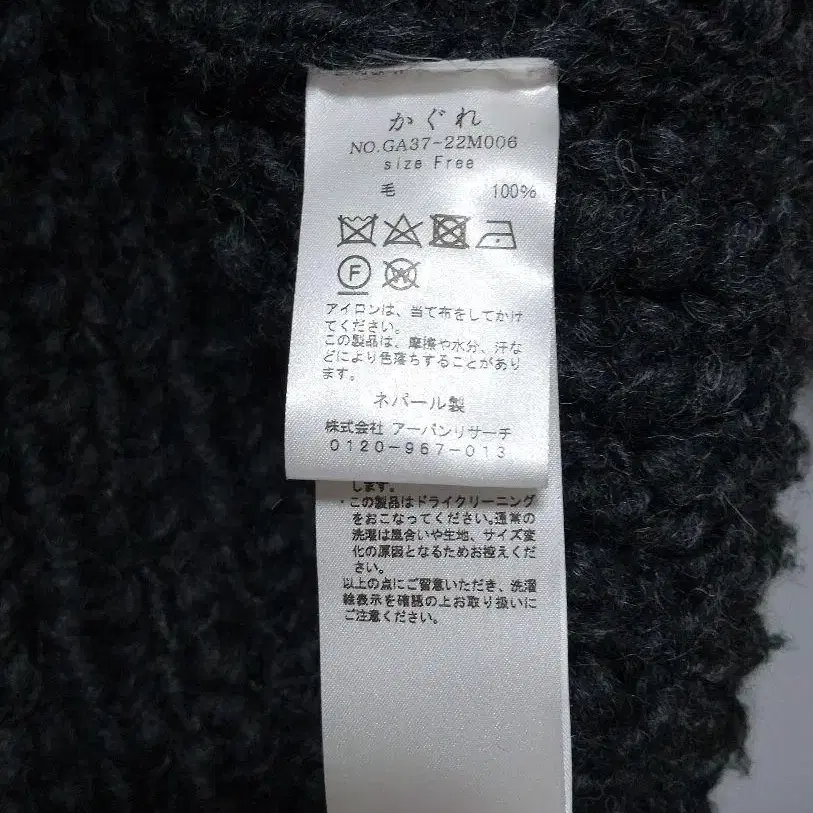 かぐれ
NO.GA37-22M006
size Free
毛 100%
F
W
アイロンは、当て布をしてかけ
てください。
この製品は、摩擦や水分、汗な
どにより色落ちすることがあり
ます。
ネパール製
株式会社 アーバンリサーチ
0120-967-013
します。
・この製品はドライクリーニング
をおこなってください。通常の
洗濯は風合いや生地、サイズ変
化の原因となるためお控えくだ
さい。
以上の点にご留意いただき、洗濯
絵表示を確認の上お取り扱いに
ご注意ください。